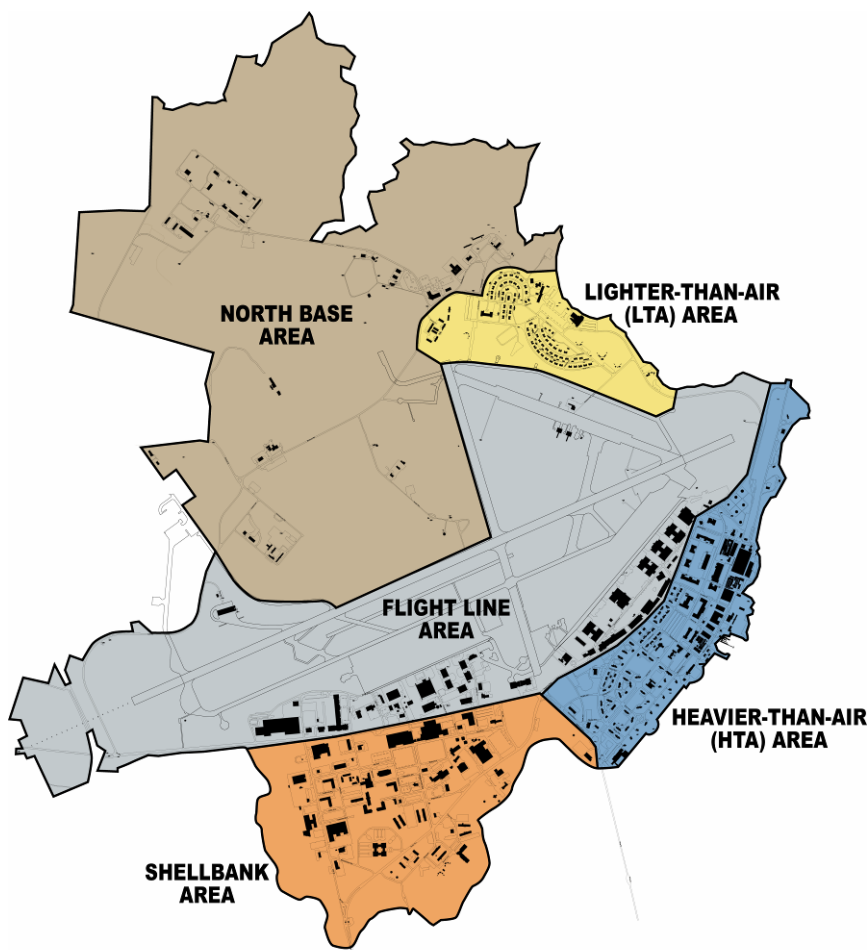 NORTH BASE
AREA
LIGHTER-THAN-AIR
(LTA) AREA
FLIGHT LINE
AREA
HEAVIER-THAN-AIR
(HTA) AREA
SHELLBANK
AREA